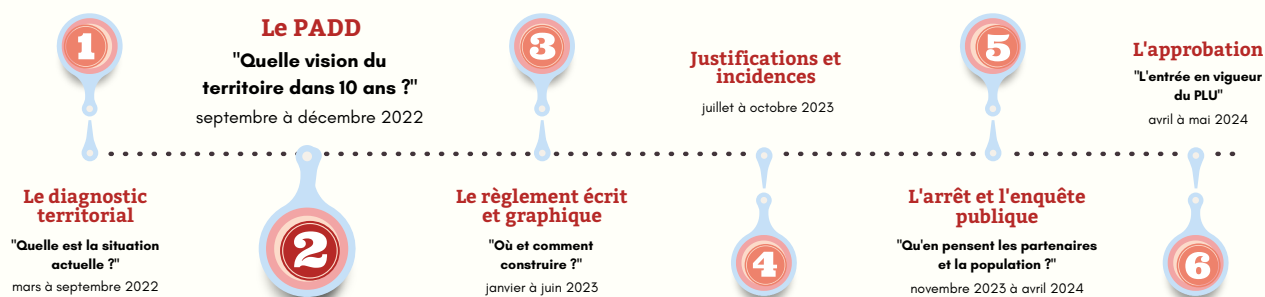 1
Le diagnostic
territorial
"Quelle est la situation
actuelle ?"
mars à septembre 2022
Le PADD
"Quelle vision du
territoire dans 10 ans ?"
septembre à décembre 2022
2
3
Le règlement écrit
et graphique
"Où et comment
construire ?"
janvier à juin 2023
Justifications et
incidences
juillet à octobre 2023
4
5
L'arrêt et l'enquête
publique
"Qu'en pensent les partenaires
et la population ?"
novembre 2023 à avril 2024
L'approbation
"L'entrée en vigueur
du PLU"
avril à mai 2024
6